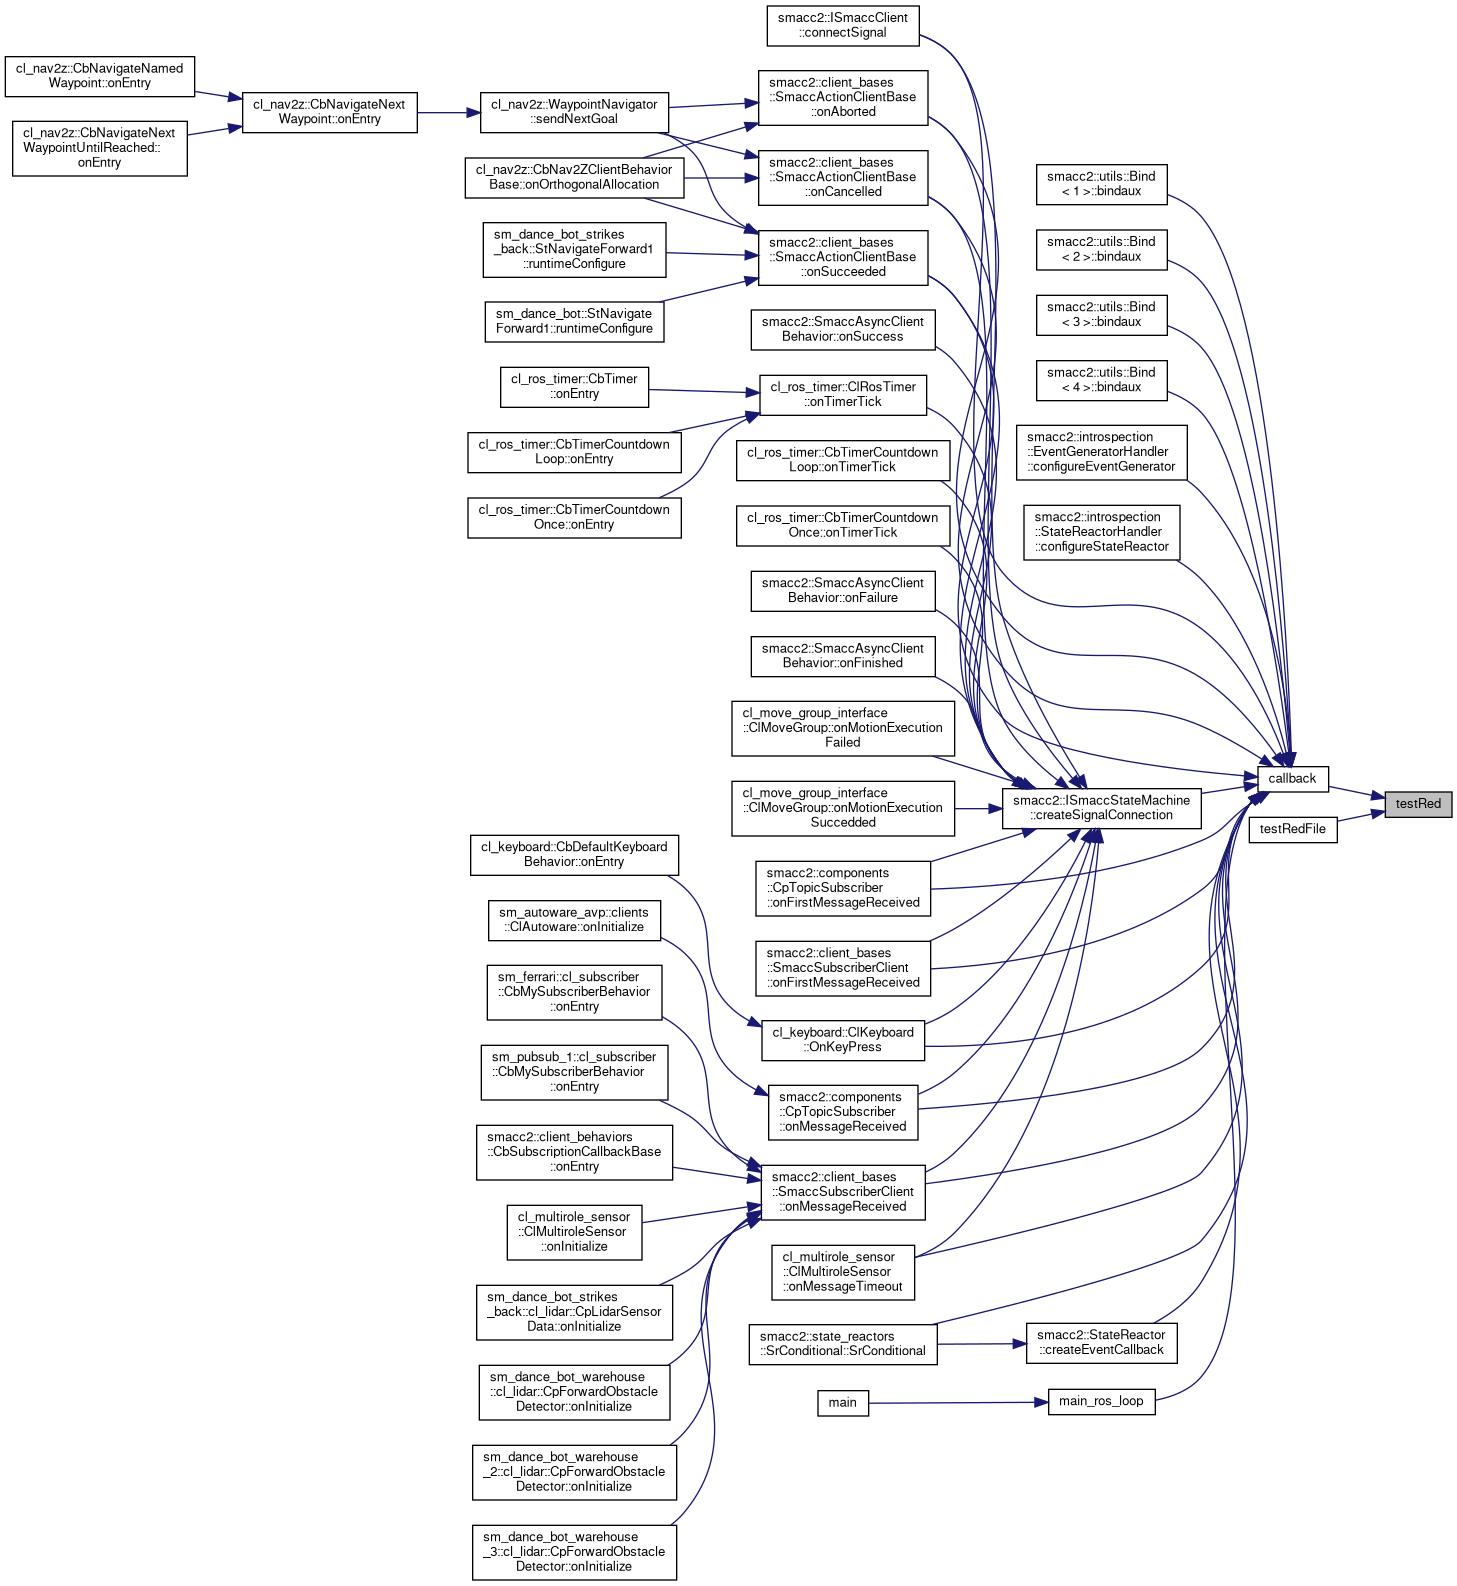 smacc2::ISmaccClient
::connectSignal
cl_nav2z::CbNavigateNamed
Waypoint::onEntry
cl_nav2z::CbNavigateNext
WaypointUntilReached::
onEntry
cl_nav2z::CbNavigateNext
Waypoint::onEntry
cl_nav2z::WaypointNavigator
::sendNextGoal
smacc2::client_bases
::SmaccActionClientBase
::onAborted
cl_nav2z::CbNav2ZClientBehavior
Base::onOrthogonalAllocation
smacc2::client_bases
::SmaccActionClientBase
::onCancelled
sm_dance_bot_strikes
_back::StNavigateForward1
::runtimeConfigure
smacc2::client_bases
::SmaccActionClientBase
::onSucceeded
sm_dance_bot::StNavigate
Forward1::runtimeConfigure
smacc2::SmaccAsyncClient
Behavior::onSuccess
cl_ros_timer::CbTimer
::onEntry
cl_ros_timer::ClRosTimer
::onTimerTick
cl_ros_timer::CbTimerCountdown
Loop::onEntry
cl_ros_timer::CbTimerCountdown
Loop::onTimerTick
cl_ros_timer::CbTimerCountdown
Once::onEntry
cl_ros_timer::CbTimerCountdown
Once::onTimerTick
smacc2::SmaccAsyncClient
Behavior::onFailure
smacc2::SmaccAsyncClient
Behavior::onFinished
cl_move_group_interface
::ClMoveGroup::onMotionExecution
Failed
cl_move_group_interface
::ClMoveGroup::onMotionExecution
Succedded
smacc2::utils::Bind
< 1 >::bindaux
smacc2::utils::Bind
< 2 >::bindaux
smacc2::utils::Bind
< 3 >::bindaux
smacc2::utils::Bind
< 4 >::bindaux
smacc2::introspection
::EventGeneratorHandler
::configureEventGenerator
smacc2::introspection
::StateReactorHandler
::configureStateReactor
smacc2::ISmaccStateMachine
::createSignalConnection
callback
testRed
testRedFile
cl_keyboard::CbDefaultKeyboard
Behavior::onEntry
smacc2::components
::CpTopicSubscriber
::onFirstMessageReceived
sm_autoware_avp::clients
::ClAutoware::onInitialize
smacc2::client_bases
::SmaccSubscriberClient
::onFirstMessageReceived
sm_ferrari::cl_subscriber
::CbMySubscriberBehavior
::onEntry
cl_keyboard::ClKeyboard
::OnKeyPress
sm_pubsub_1::cl_subscriber
::CbMySubscriberBehavior
::onEntry
smacc2::components
::CpTopicSubscriber
::onMessageReceived
smacc2::client_behaviors
::CbSubscriptionCallbackBase
::onEntry
smacc2::client_bases
::SmaccSubscriberClient
::onMessageReceived
cl_multirole_sensor
::ClMultiroleSensor
::onInitialize
cl_multirole_sensor
::ClMultiroleSensor
::onMessageTimeout
sm_dance_bot_strikes
_back::cl_lidar::CpLidarSensor
Data::onInitialize
smacc2::state_reactors
::SrConditional::SrConditional
smacc2::StateReactor
::createEventCallback
sm_dance_bot_warehouse
::cl_lidar::CpForwardObstacle
Detector::onInitialize
main
main_ros_loop
sm_dance_bot_warehouse
_2::cl_lidar::CpForwardObstacle
Detector::onInitialize
sm_dance_bot_warehouse
_3::cl_lidar::CpForwardObstacle
Detector::onInitialize